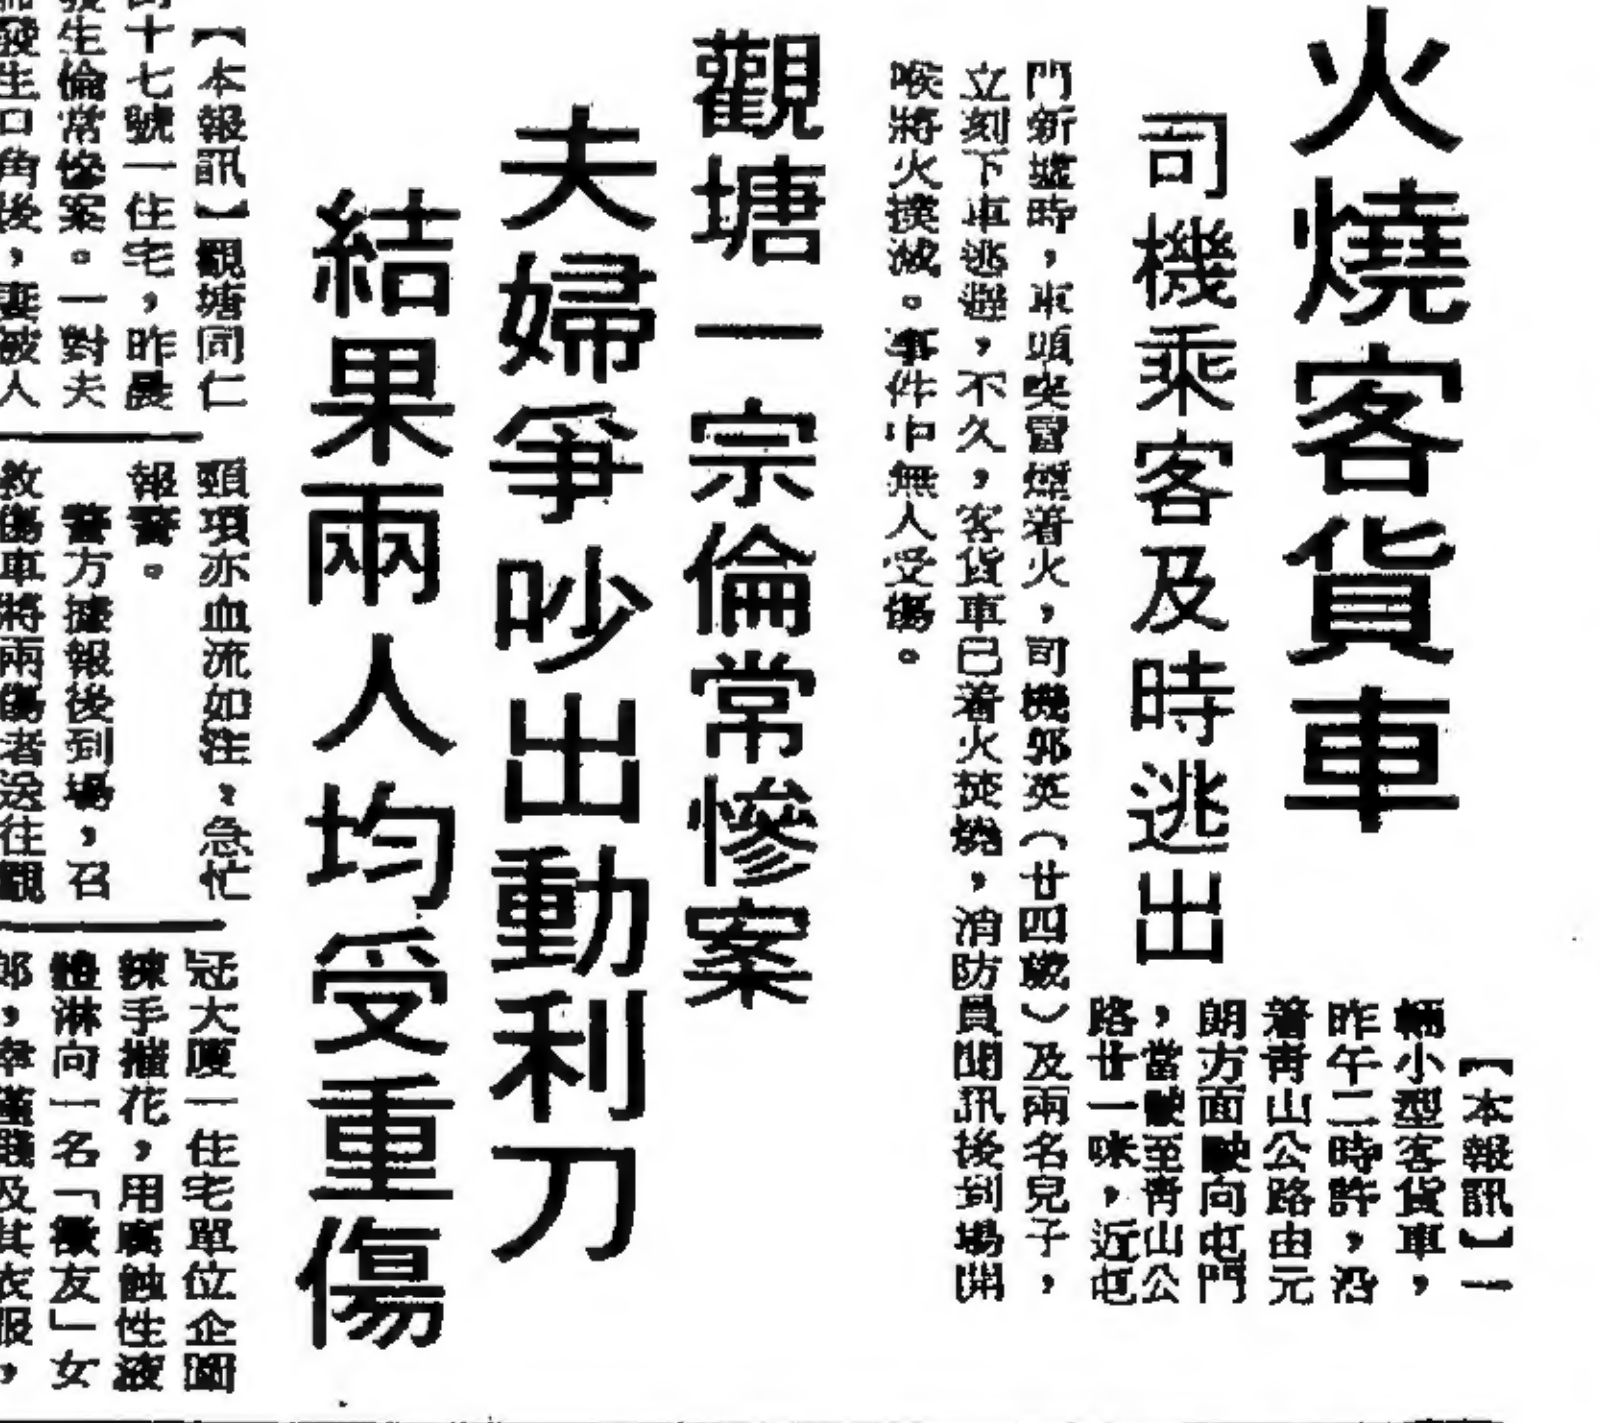 火燒客貨車
司機乘客及時逃出
【本報訊】一
輛小型客貨車，
昨午二時許，沿
着青山公路由元
朗方面駛向屯門
，當駛至青山公
路廿一咪，近屯
門新墟時，車頭突冒煙着火，司機郭英（廿四歲）及兩名兒子，
立刻下車逃避，不久，客貨車已着火焚燒，消防員聞訊後到場開
喉將火撲滅。事件中無人受傷。
觀塘一宗倫常慘案
夫婦爭吵出動利刀
結果兩人均受重傷
【本報訊】觀塘同仁
十七號一住宅，昨晨
發生倫常慘案。一對夫
發生口角後，妻被人
頸項亦血流如注，急忙
報警。
警方據報後到場，召
救傷車將兩傷者送往觀
冠大廈一住宅單位企圖
辣手摧花，用腐蝕性液
體淋向一名「徵友」女
郎，幸僅濺及其衣服，